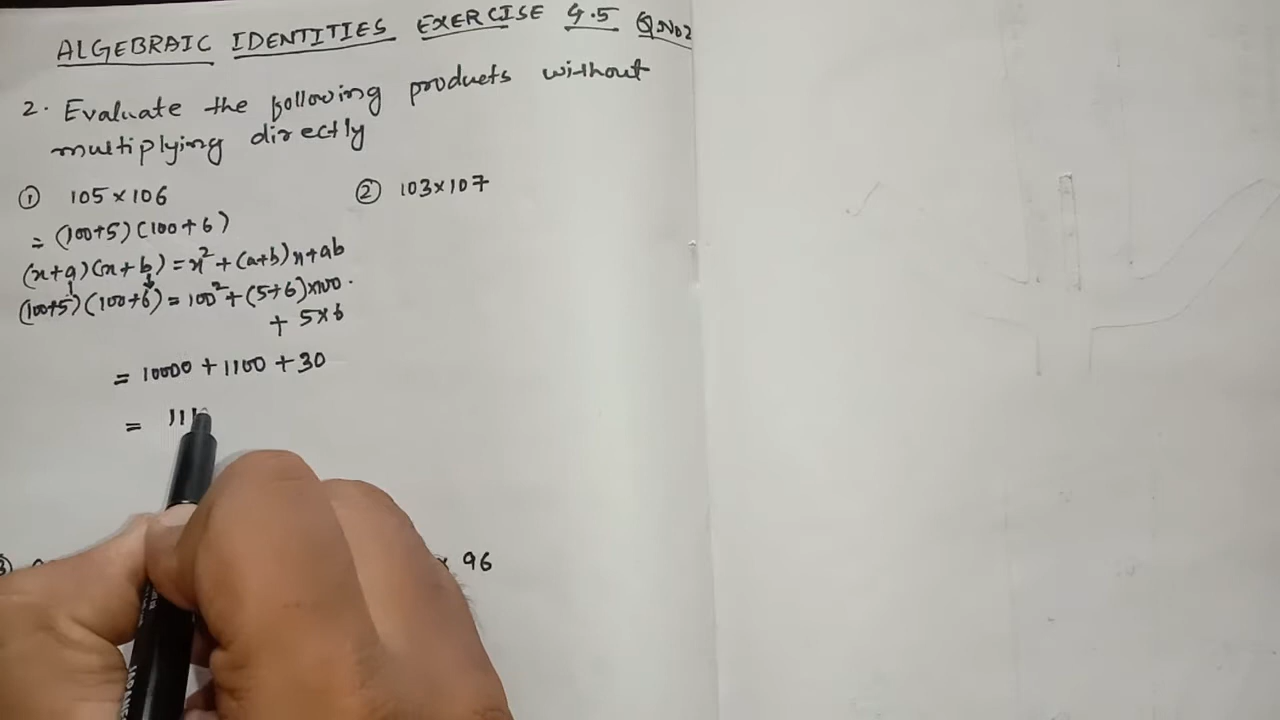 ALGEBRAIC IDENTITIES EXERCISE 4.5 Q.No2
2. Evaluate the following products without
multiplying directly
① 105 × 106
② 103 × 107
= (100+5) (100+6)
(x+a) (x+b) = x² + (a+b) x + ab
(100+5) (100+6) = 100² + (5+6) × 100
+ 5×6
= 10000 + 1100 + 30
= 111
96